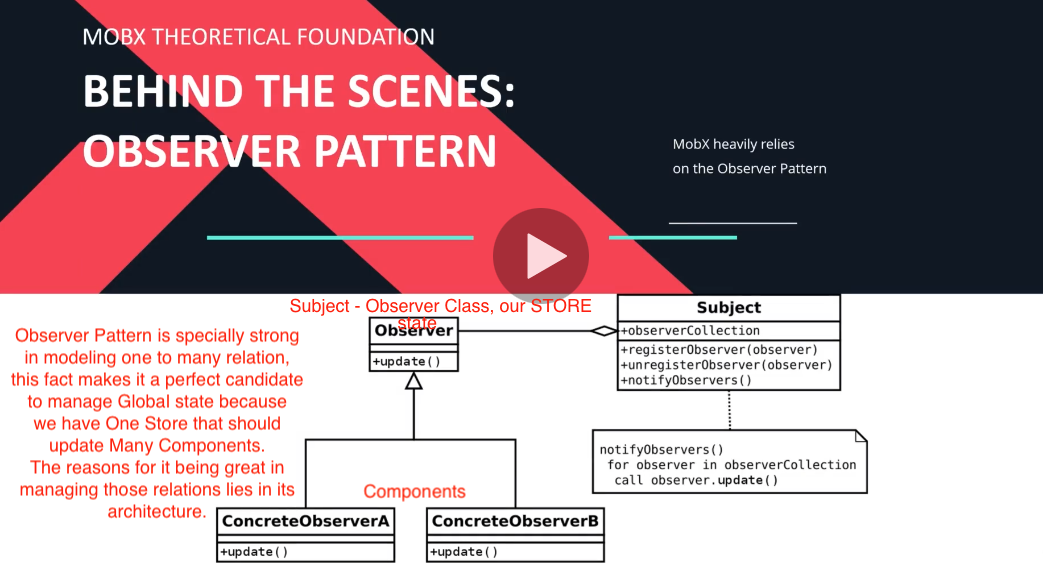 MOBX THEORETICAL FOUNDATION
BEHIND THE SCENES:
OBSERVER PATTERN
MobX heavily relies
on the Observer Pattern
Subject - Observer Class, our STORE
state
Observer Pattern is specially strong
in modeling one to many relation,
this fact makes it a perfect candidate
to manage Global state because
we have One Store that should
update Many Components.
The reasons for it being great in
managing those relations lies in its
architecture.
Observer
+update()
Subject
+observerCollection
+registerObserver(observer)
+unregisterObserver(observer)
+notifyObservers()
notifyObservers()
for observer in observerCollection
call observer.update()
Components
ConcreteObserverA
+update()
ConcreteObserverB
+update()